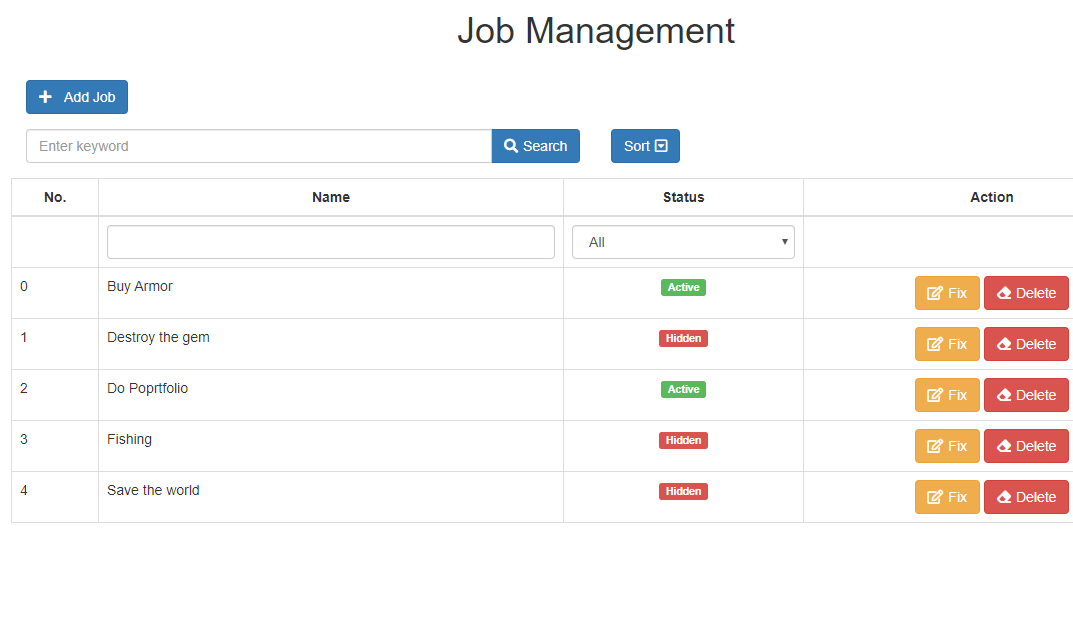 Job Management
Add Job
Enter keyword Search Sort
No. Name Status Action
All
0 Buy Armor Active Fix Delete
1 Destroy the gem Hidden Fix Delete
2 Do Poprtfolio Active Fix Delete
3 Fishing Hidden Fix Delete
4 Save the world Hidden Fix Delete